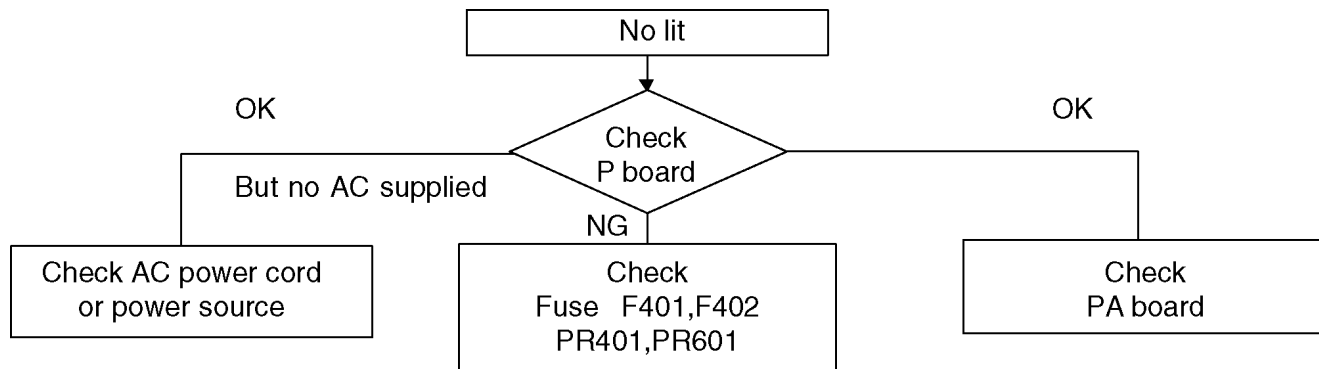 No lit
OK
OK
Check
P board
But no AC supplied
NG
Check AC power cord
or power source
Check
Fuse F401,F402
PR401,PR601
Check
PA board